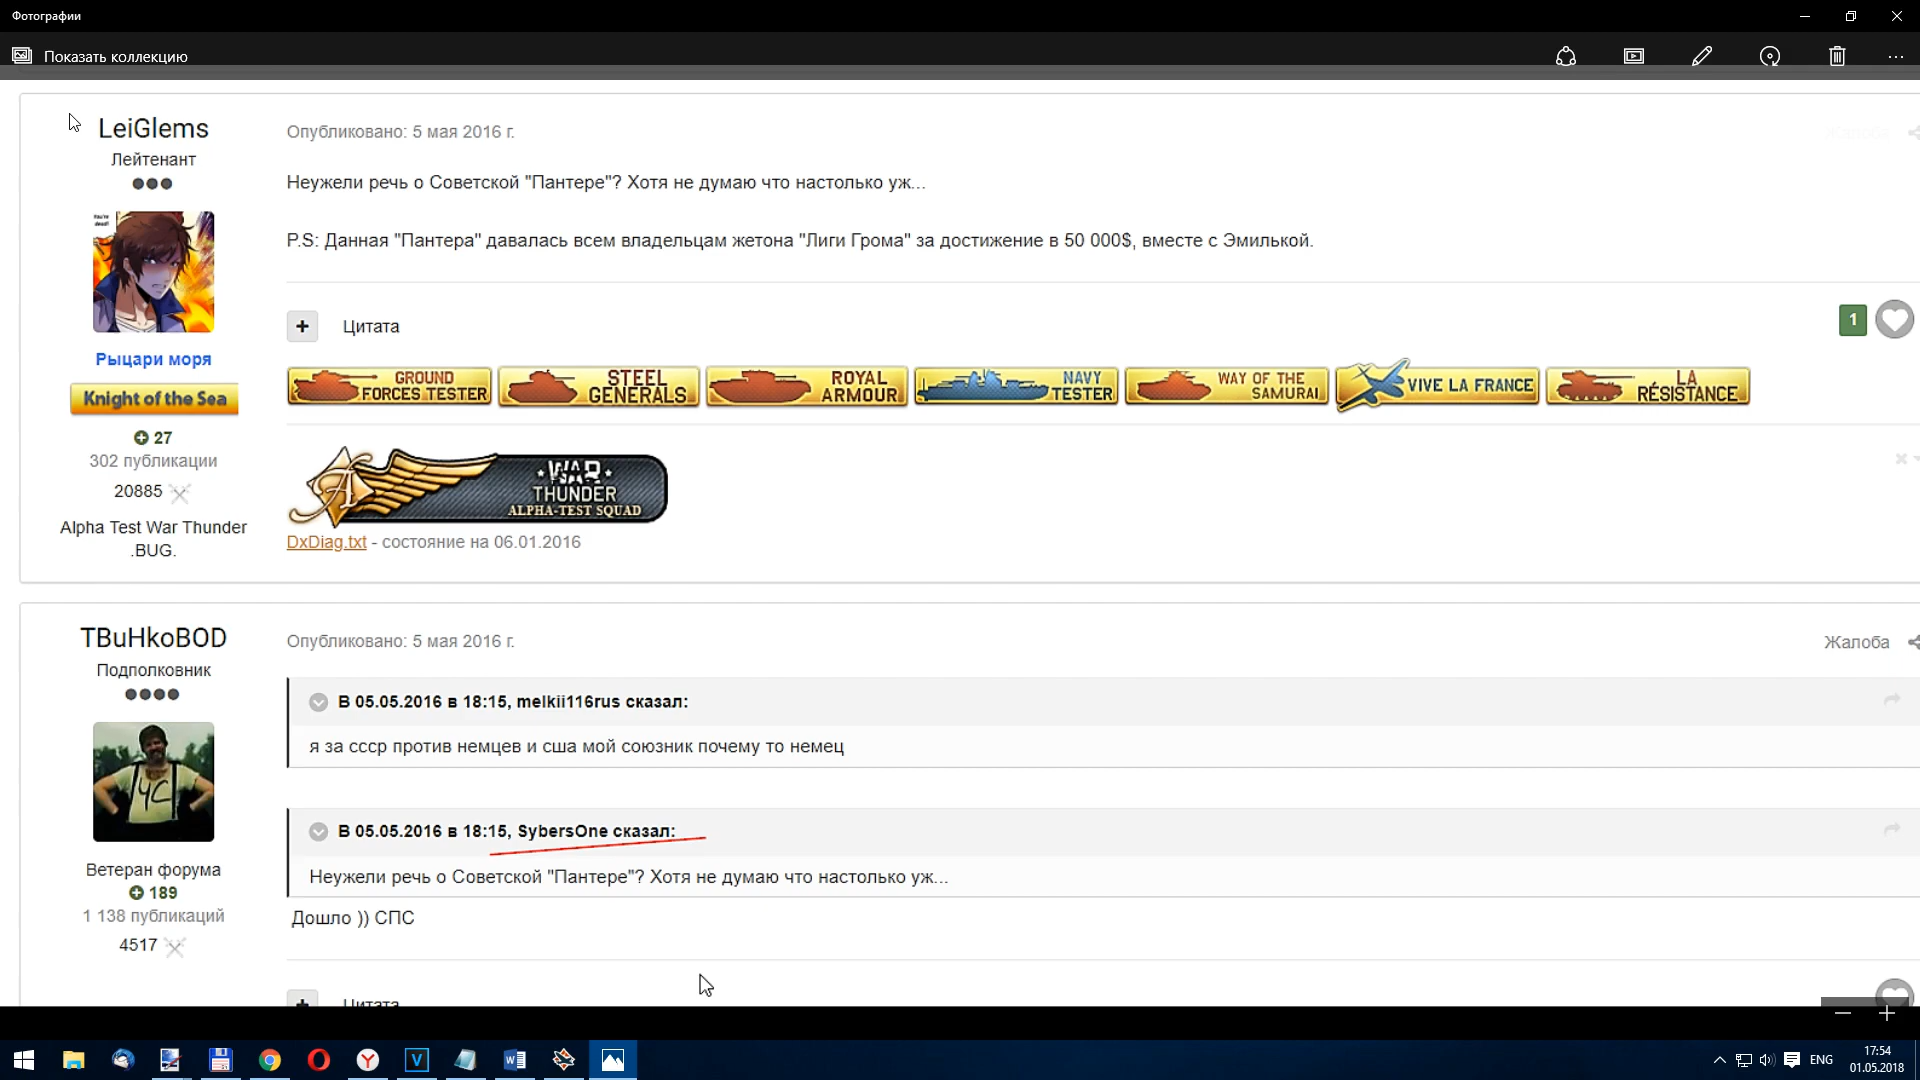 Фотографии
Показать коллекцию
LeiGlems
Лейтенант
Опубликовано: 5 мая 2016 г.
Неужели речь о Советской "Пантере"? Хотя не думаю что настолько уж...
P.S: Данная "Пантера" давалась всем владельцам жетона "Лиги Грома" за достижение в 50 000$, вместе с Эмилькой.
You're dead!
Рыцари моря
Knight of the Sea
27
302 публикации
20885
Alpha Test War Thunder
.BUG.
Цитата
1
GROUND FORCES TESTER
STEEL GENERALS
ROYAL ARMOUR
NAVY TESTER
WAY OF THE SAMURAI
VIVE LA FRANCE
LA RÉSISTANCE
WAR THUNDER
ALPHA-TEST SQUAD
DxDiag.txt - состояние на 06.01.2016
TBuHkoBOD
Подполковник
Опубликовано: 5 мая 2016 г.
Жалоба
В 05.05.2016 в 18:15, melkii116rus сказал:
я за ссср против немцев и сша мой союзник почему то немец
В 05.05.2016 в 18:15, SybersOne сказал:
Неужели речь о Советской "Пантере"? Хотя не думаю что настолько уж...
Дошло )) СПС
ЧС
Ветеран форума
189
1 138 публикаций
4517
Цитата
ENG
17:54
01.05.2018